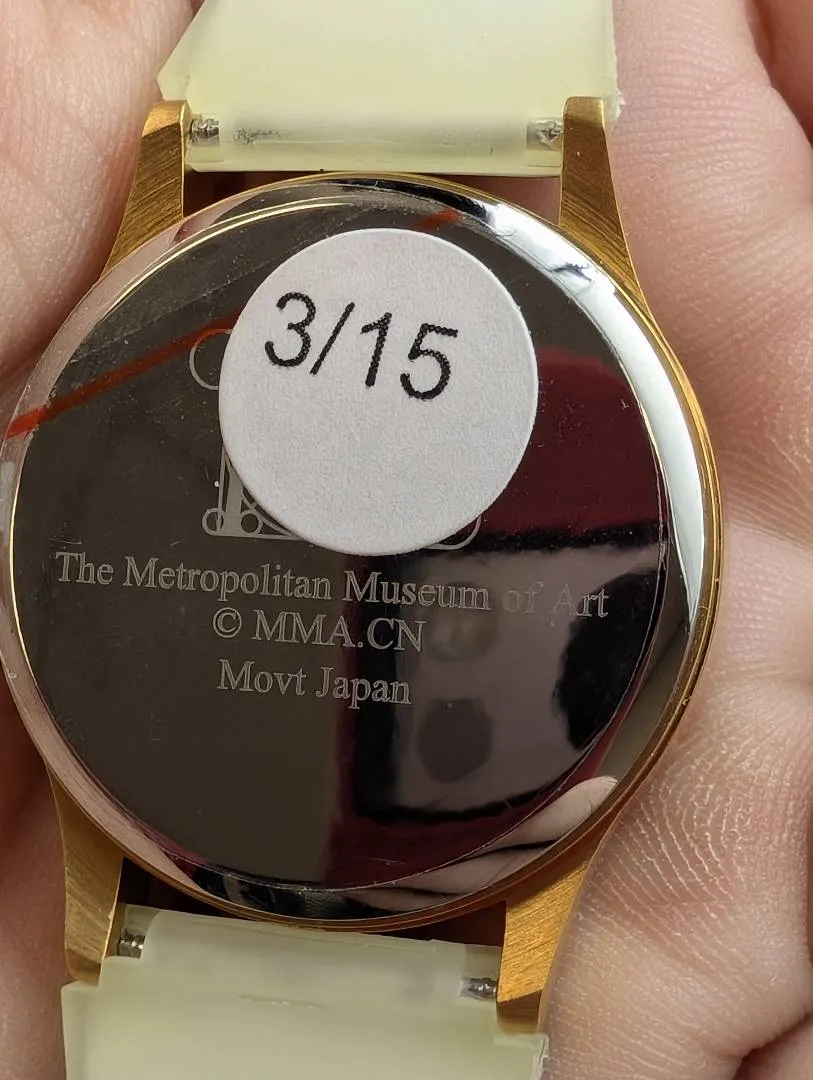 3/15
The Metropolitan Museum of Art
© MMA.CN
Movt Japan